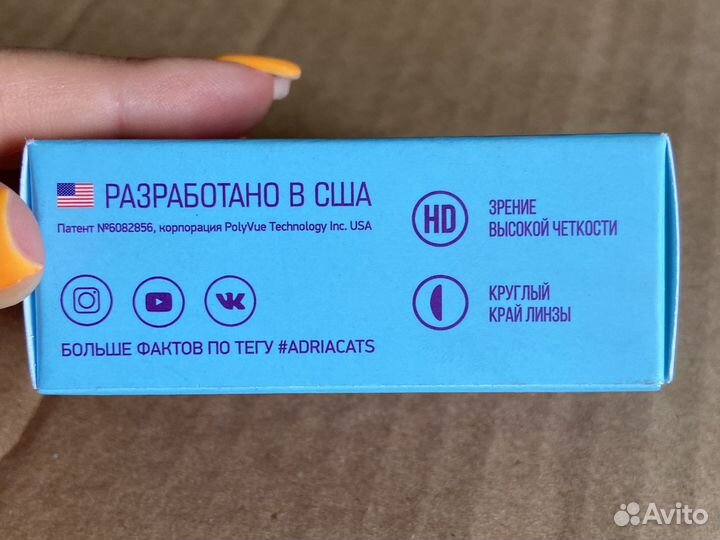 РАЗРАБОТАНО В США
Патент №6082856, корпорация PolyVue Technology Inc. USA
БОЛЬШЕ ФАКТОВ ПО ТЕГУ #ADRIACATS
HD
ЗРЕНИЕ
ВЫСОКОЙ ЧЕТКОСТИ
КРУГЛЫЙ
КРАЙ ЛИНЗЫ
Avito